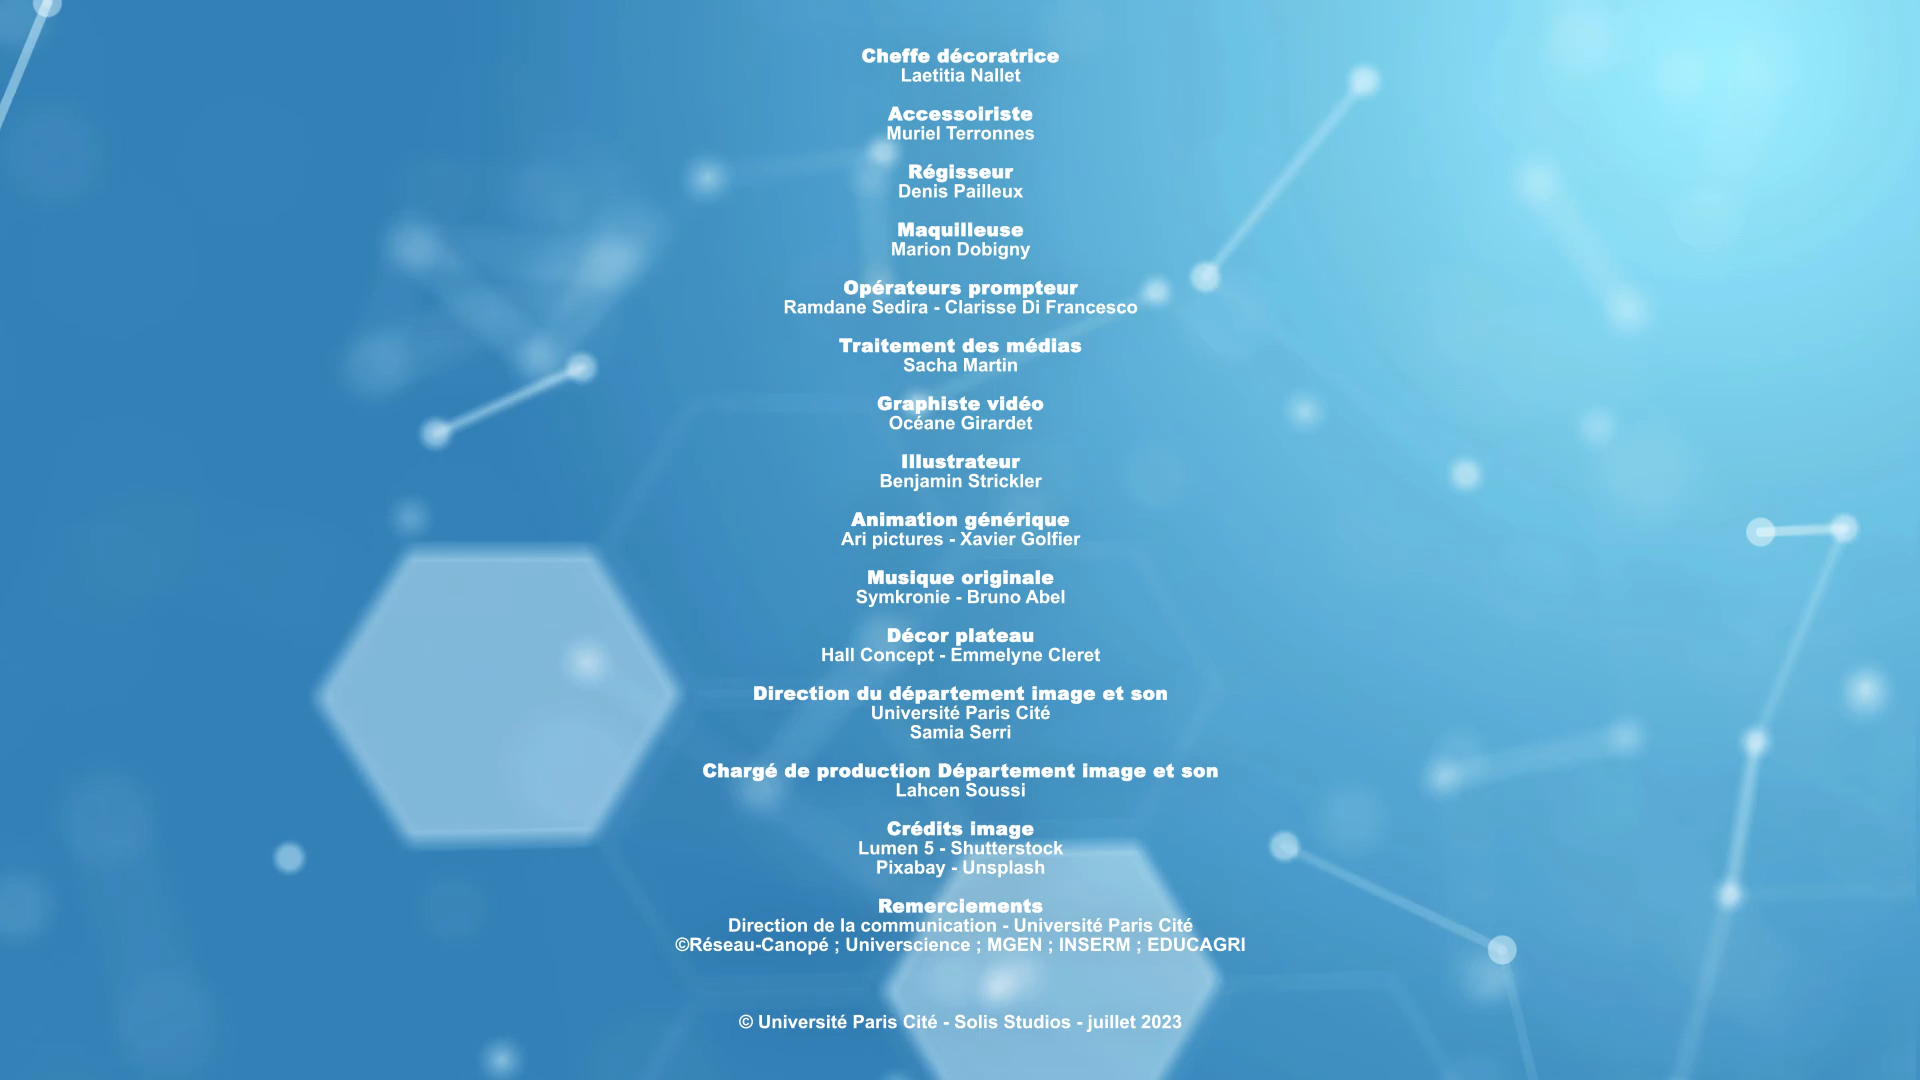 Cheffe décoratrice
Laetitia Nallet
Accessoiriste
Muriel Terronnes
Régisseur
Denis Pailleux
Maquilleuse
Marion Dobigny
Opérateurs prompteur
Ramdane Sedira - Clarisse Di Francesco
Traitement des médias
Sacha Martin
Graphiste vidéo
Océane Girardet
Illustrateur
Benjamin Strickler
Animation générique
Ari pictures - Xavier Golfier
Musique originale
Symkronie - Bruno Abel
Décor plateau
Hall Concept - Emmelyne Cleret
Direction du département image et son
Université Paris Cité
Samia Serri
Chargé de production Département image et son
Lahcen Soussi
Crédits image
Lumen 5 - Shutterstock
Pixabay - Unsplash
Remerciements
Direction de la communication - Université Paris Cité
©Réseau-Canopé ; Universcience ; MGEN ; INSERM ; EDUCAGRI
© Université Paris Cité - Solis Studios - juillet 2023